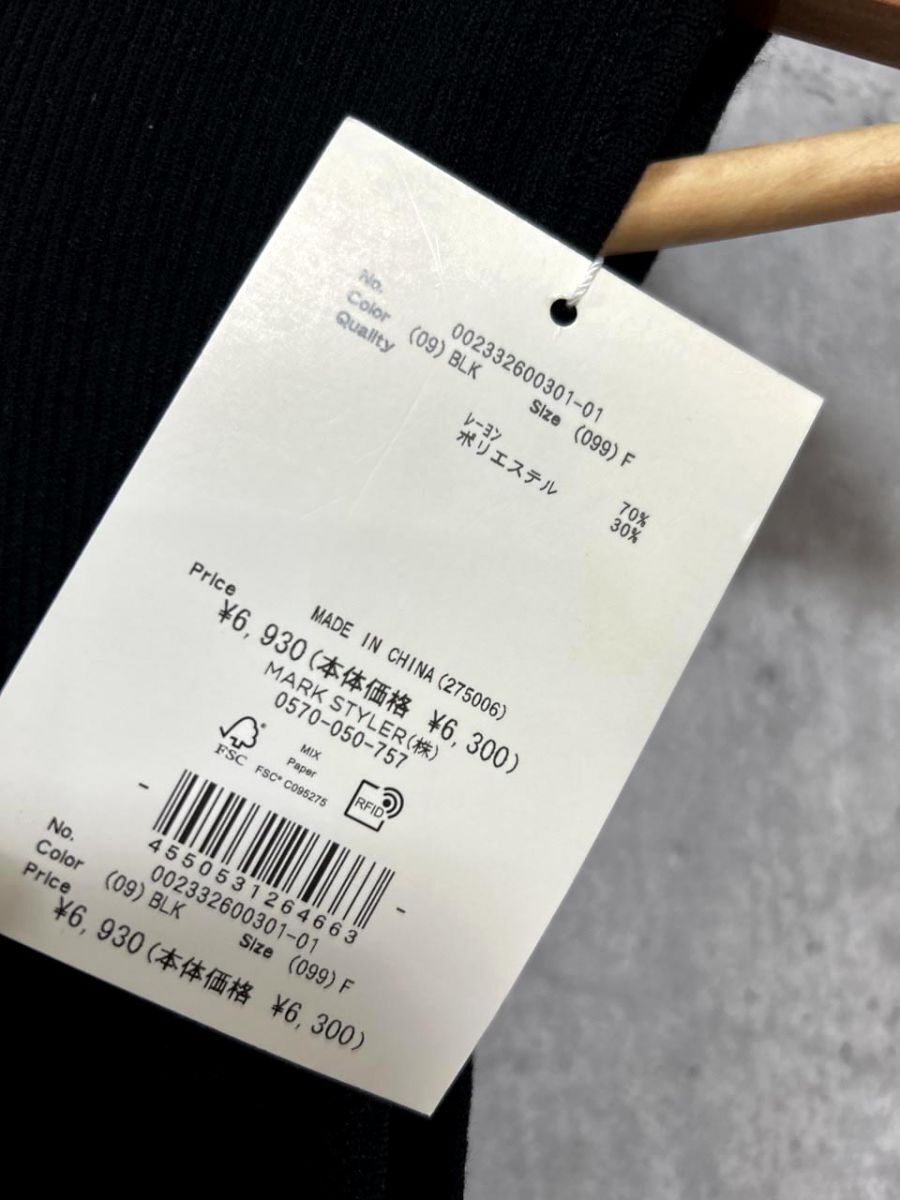 No. 002332600301-01
Color (09) BLK Size (099) F
Quality
レーヨン 70%
ポリエステル 30%
MADE IN CHINA (275006)
Price
¥6,930(本体価格 ¥6,300)
MARK STYLER(株)
0570-050-757
FSC
MIX
Paper
FSC® C095275
RFID
4550531264663
No. 002332600301-01
Color (09) BLK Size (099) F
Price
¥6,930(本体価格 ¥6,300)